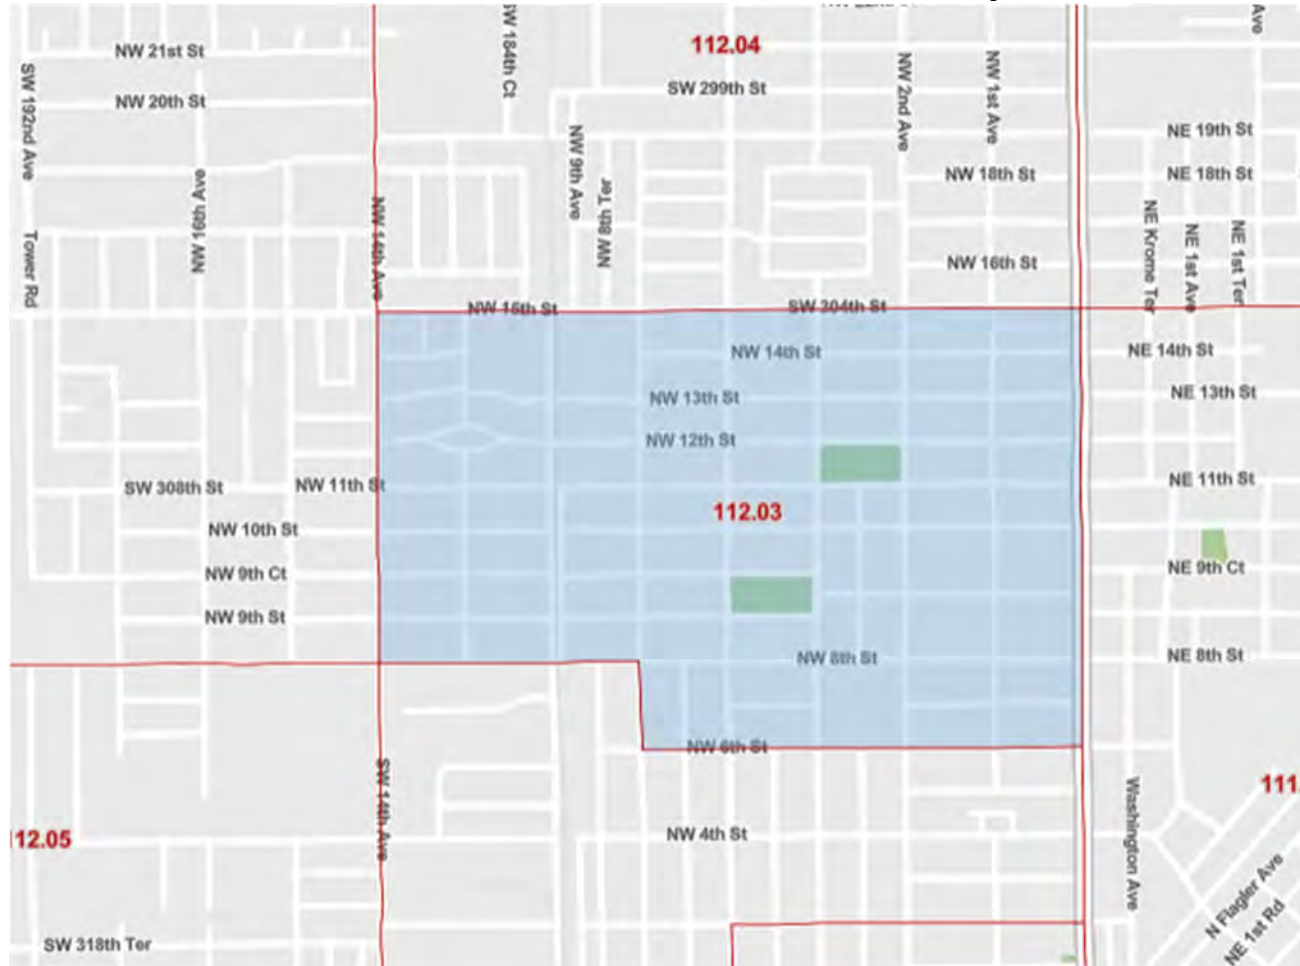 112.04
NW 21st St
SW 299th St
NW 20th St
SW 192nd Ave
SW 184th Ct
NW 2nd Ave
NW 1st Ave
Ave
NE 19th St
NW 9th Ave
NW 8th Ter
NW 18th St
NE 18th St
NW 16th Ave
NW 14th Ave
Tower Rd
NW 16th St
NE Krome Ter
NE 1st Ave
NE 1st Ter
NW 15th St
SW 304th St
NW 14th St
NE 14th St
NW 13th St
NE 13th St
NW 12th St
SW 308th St
NW 11th St
NE 11th St
112.03
NW 10th St
NW 9th Ct
NE 9th Ct
NW 9th St
NW 8th St
NE 8th St
NW 6th St
SW 14th Ave
Washington Ave
111.
12.05
NW 4th St
N Flagler Ave
NE 1st Rd
SW 318th Ter